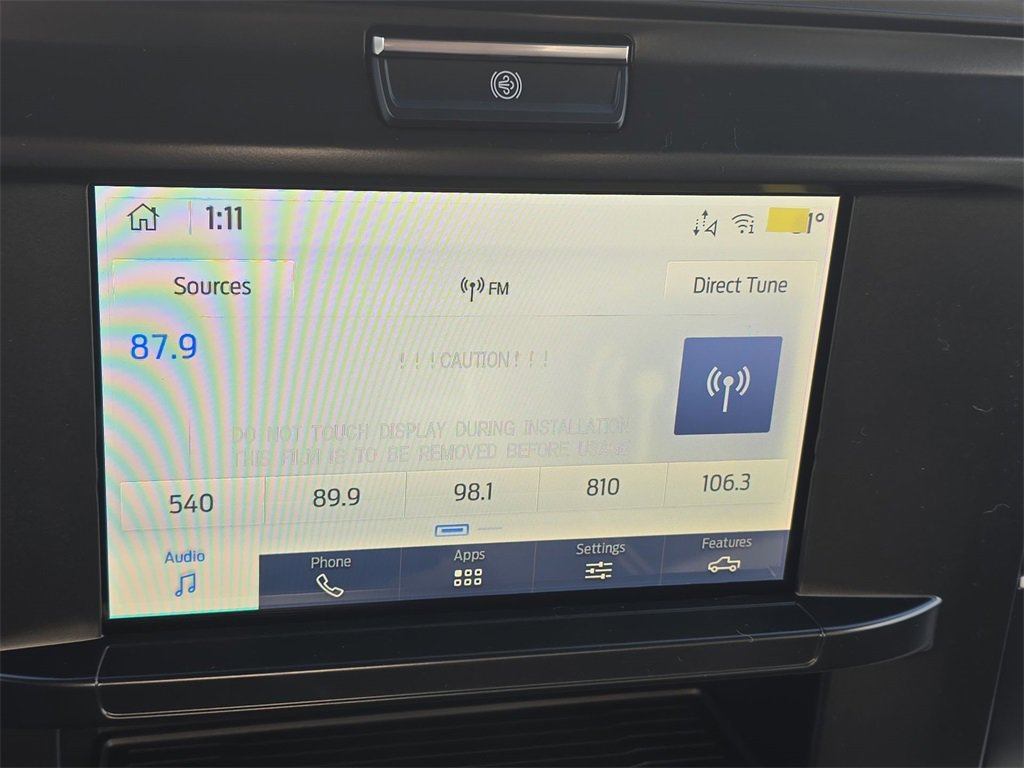 1:11
1°
Sources
FM
Direct Tune
87.9
!!!CAUTION!!!
DO NOT TOUCH DISPLAY DURING INSTALLATION
THIS FILM IS TO BE REMOVED BEFORE USAGE
540 89.9 98.1 810 106.3
Audio Phone Apps Settings Features